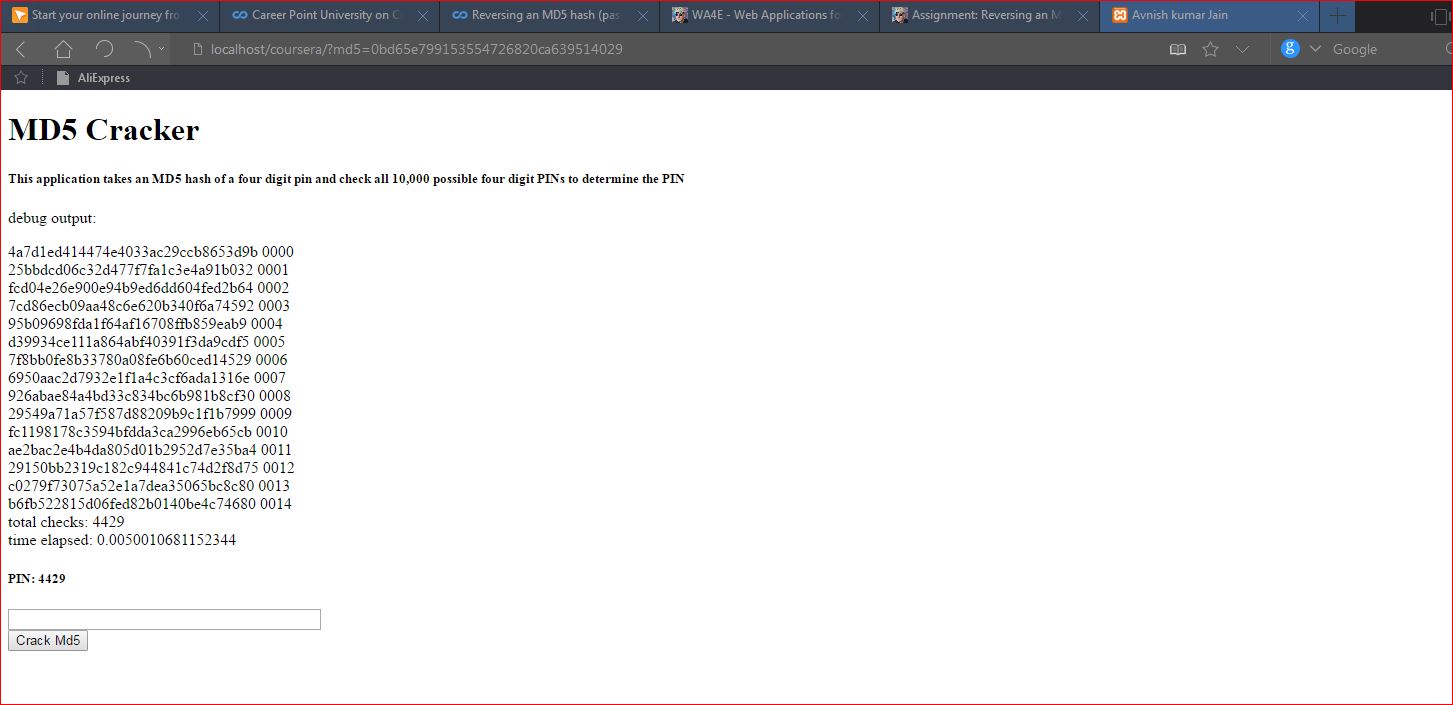 Start your online journey fro
Career Point University on C
Reversing an MD5 hash (pas
WA4E - Web Applications fo
Assignment: Reversing an M
Avnish kumar Jain
localhost/coursera/?md5=0bd65e799153554726820ca639514029
g
Google
AliExpress
MD5 Cracker
This application takes an MD5 hash of a four digit pin and check all 10,000 possible four digit PINs to determine the PIN
debug output:
4a7d1ed414474e4033ac29ccb8653d9b 0000
25bbdcd06c32d477f7fa1c3e4a91b032 0001
fcd04e26e900e94b9ed6dd604fed2b64 0002
7cd86ecb09aa48c6e620b340f6a74592 0003
95b09698fda1f64af16708ffb859eab9 0004
d39934ce111a864abf40391f3da9cdf5 0005
7f8bb0fe8b33780a08fe6b60ced14529 0006
6950aac2d7932e1f1a4c3cf6ada1316e 0007
926abae84a4bd33c834bc6b981b8cf30 0008
29549a71a57f587d88209b9c1f1b7999 0009
fc1198178c3594bfdda3ca2996eb65cb 0010
ae2bac2e4b4da805d01b2952d7e35ba4 0011
29150bb2319c182c944841c74d2f8d75 0012
c0279f73075a52e1a7dea35065bc8c80 0013
b6fb522815d06fed82b0140be4c74680 0014
total checks: 4429
time elapsed: 0.0050010681152344
PIN: 4429
Crack Md5